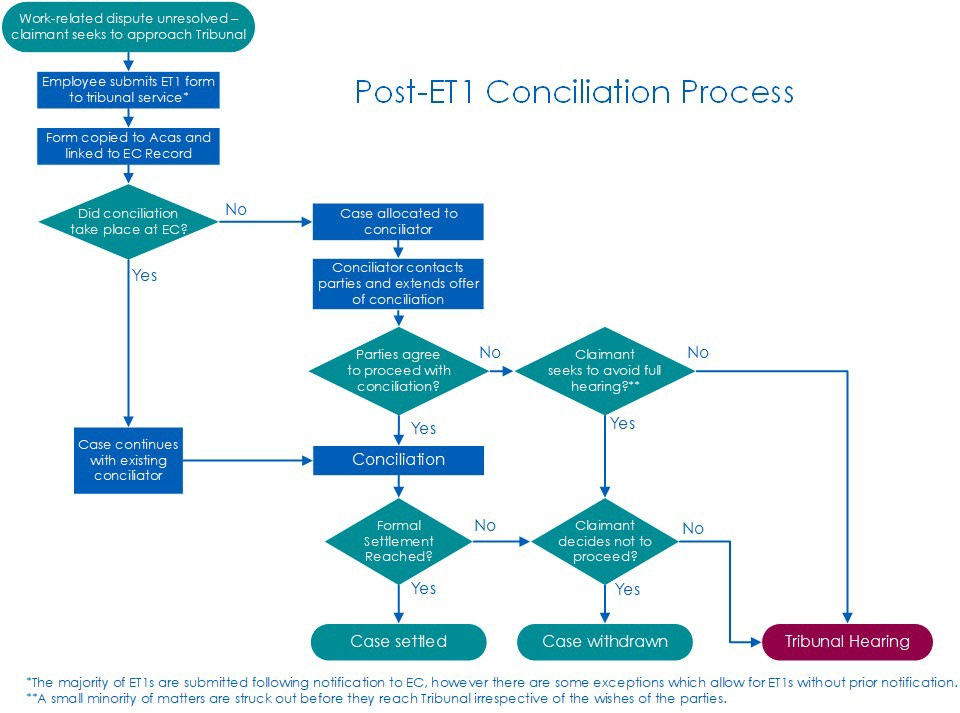 Work-related dispute unresolved –
claimant seeks to approach Tribunal
Employee submits ET1 form
to tribunal service*
Post-ET1 Conciliation Process
Form copied to Acas and
linked to EC Record
Did conciliation
take place at EC?
No
Case allocated to
conciliator
Yes
Conciliator contacts
parties and extends offer
of conciliation
Parties agree
to proceed with
conciliation?
No
Claimant
seeks to avoid full
hearing?**
No
Yes
Yes
Case continues
with existing
conciliator
Conciliation
Formal
Settlement
Reached?
No
Claimant
decides not to
proceed?
No
Yes
Yes
Case settled
Case withdrawn
Tribunal Hearing
*The majority of ET1s are submitted following notification to EC, however there are some exceptions which allow for ET1s without prior notification.
**A small minority of matters are struck out before they reach Tribunal irrespective of the wishes of the parties.